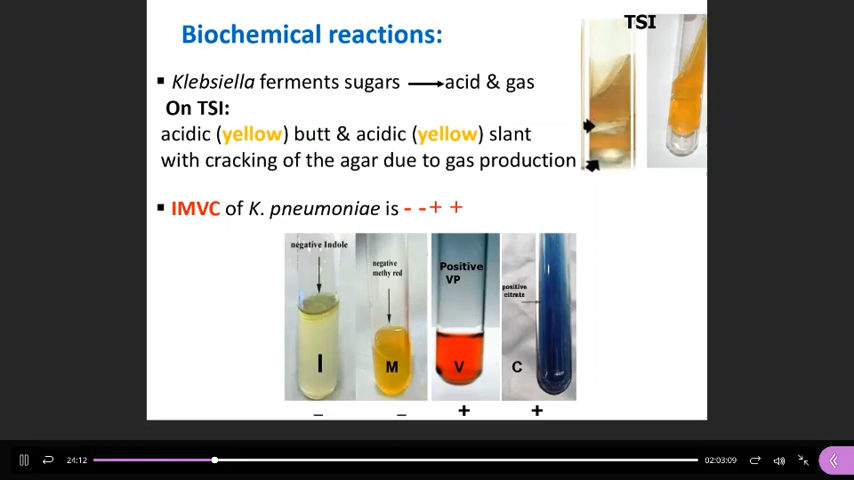 Biochemical reactions:
TSI
▪ Klebsiella ferments sugars → acid & gas
On TSI:
acidic (yellow) butt & acidic (yellow) slant
with cracking of the agar due to gas production
▪ IMVC of K. pneumoniae is - - + +
negative Indole
negative
methy red
Positive
VP
positive
citrate
I M V C
– – + +
24:12
02:03:09